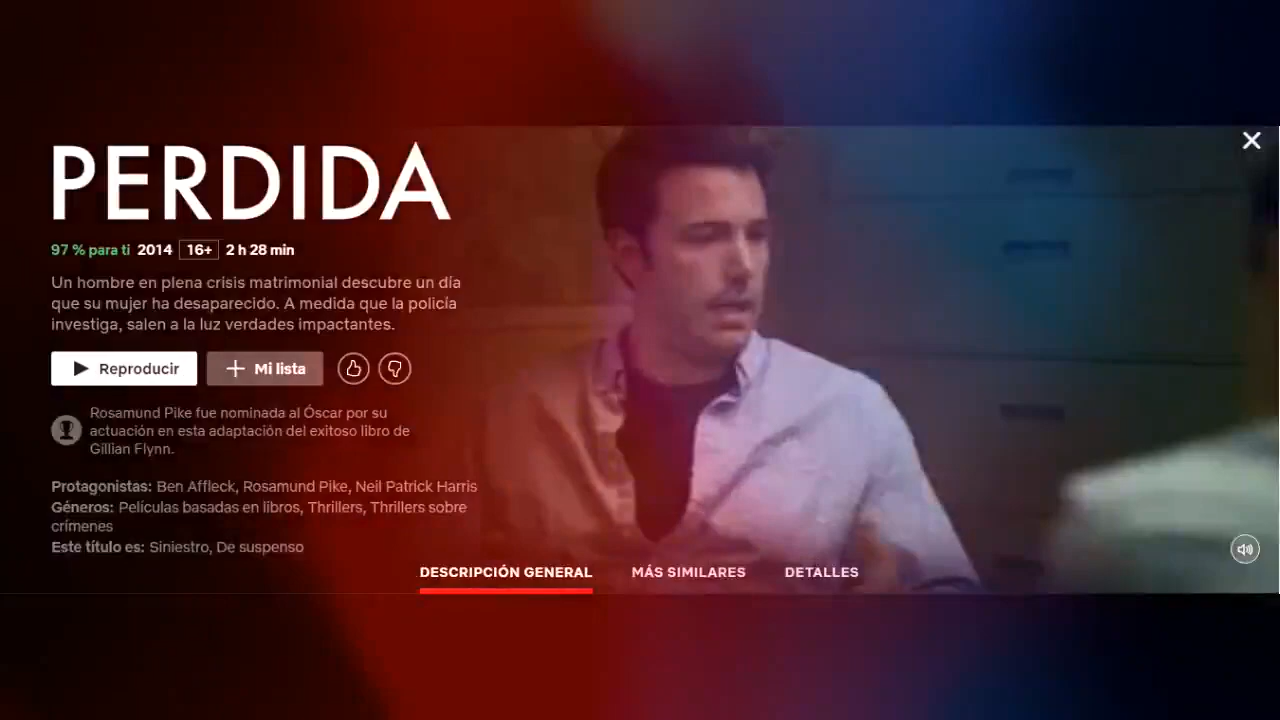 PERDIDA
97 % para ti 2014 16+ 2 h 28 min
Un hombre en plena crisis matrimonial descubre un día
que su mujer ha desaparecido. A medida que la policía
investiga, salen a la luz verdades impactantes.
Reproducir Mi lista
Rosamund Pike fue nominada al Óscar por su
actuación en esta adaptación del exitoso libro de
Gillian Flynn.
Protagonistas: Ben Affleck, Rosamund Pike, Neil Patrick Harris
Géneros: Películas basadas en libros, Thrillers, Thrillers sobre
crímenes
Este título es: Siniestro, De suspenso
DESCRIPCIÓN GENERAL MÁS SIMILARES DETALLES